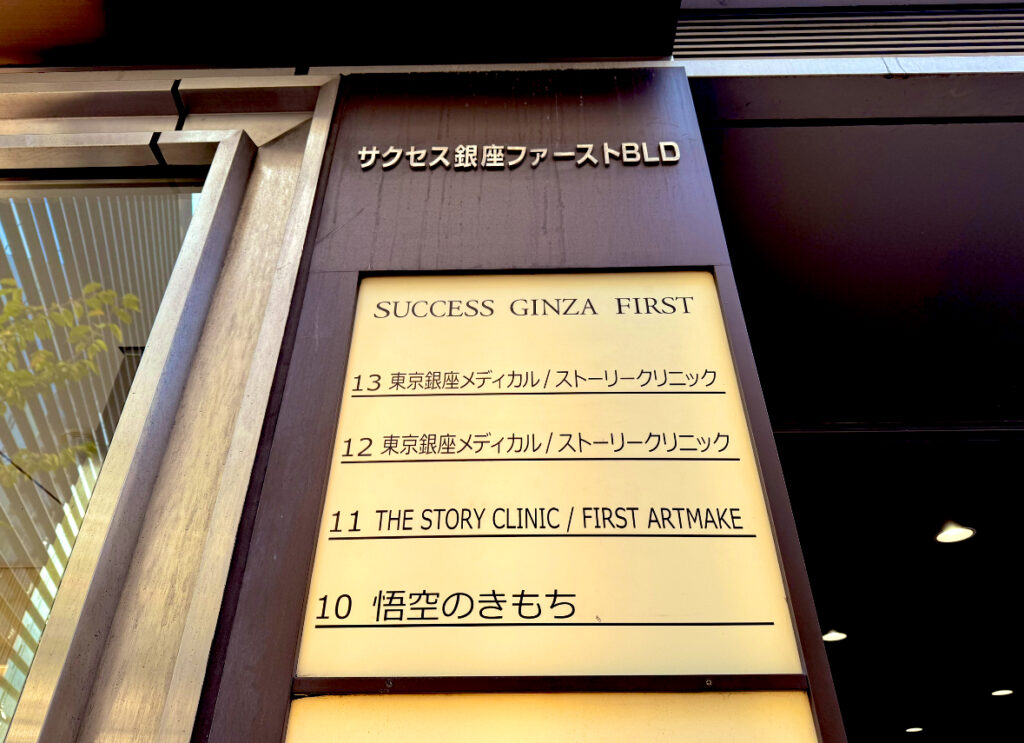 サクセス銀座ファーストBLD
SUCCESS GINZA FIRST
13 東京銀座メディカル/ストーリークリニック
12 東京銀座メディカル/ストーリークリニック
11 THE STORY CLINIC / FIRST ARTMAKE
10 悟空のきもち